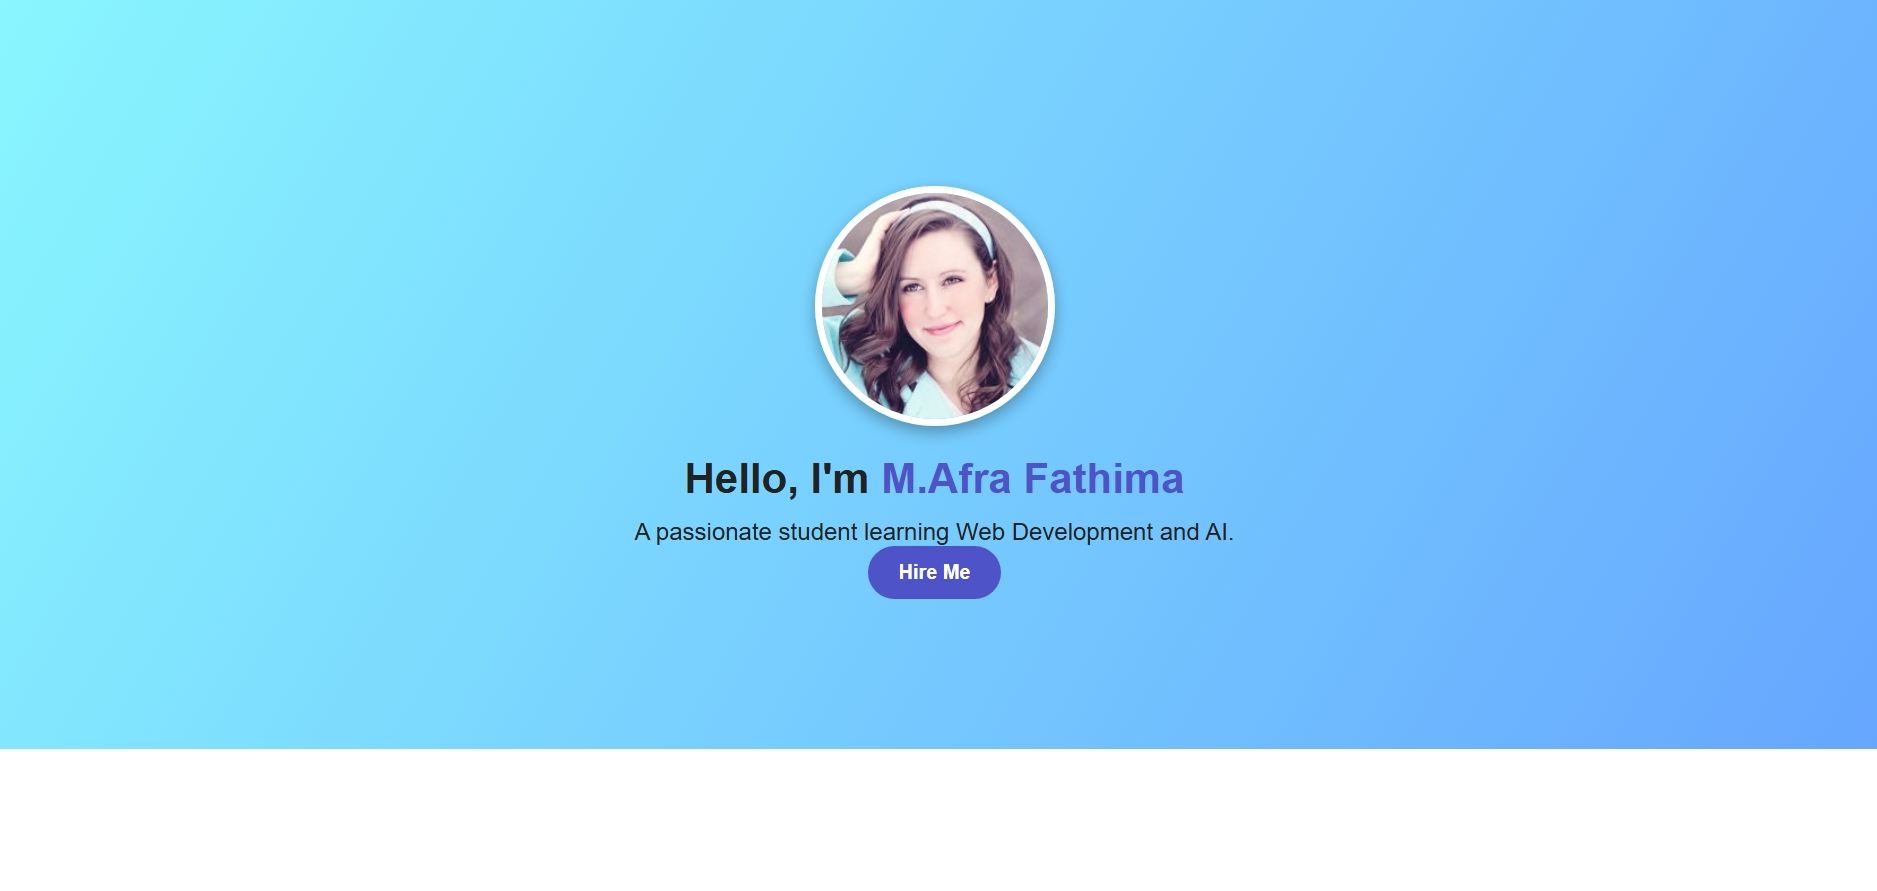 Hello, I'm M.Afra Fathima
A passionate student learning Web Development and AI.
Hire Me